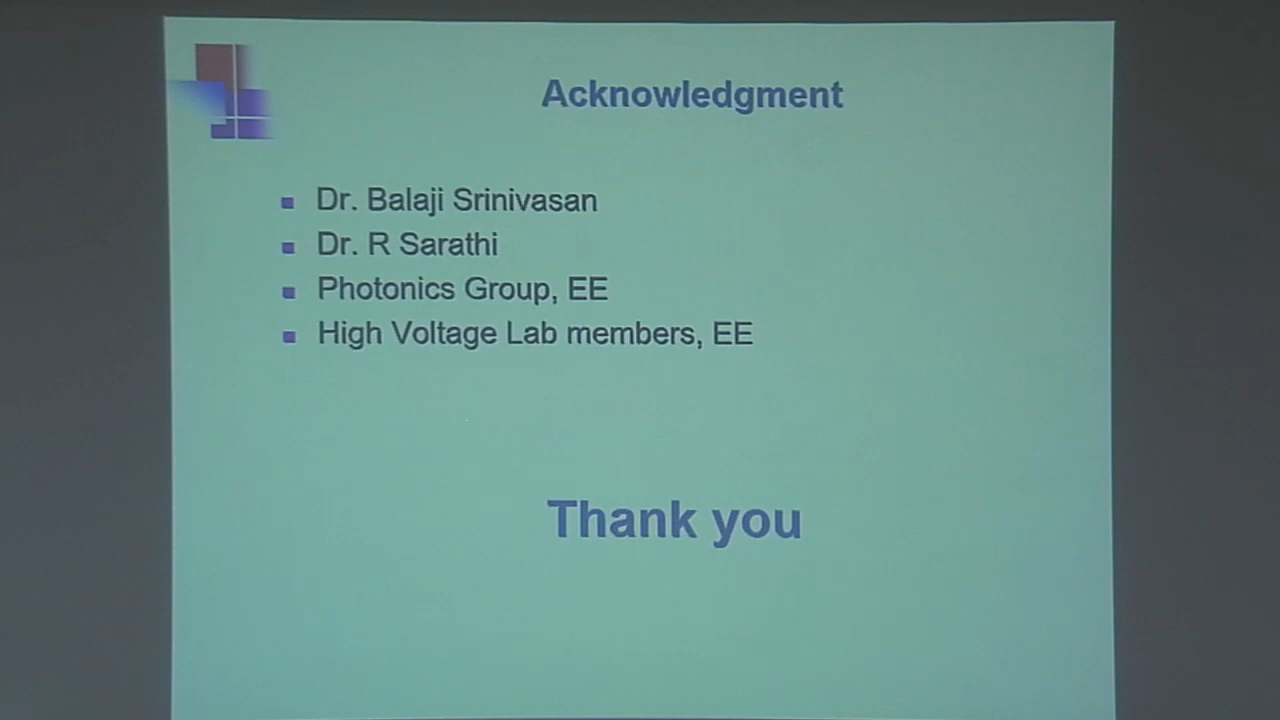 Acknowledgment
Dr. Balaji Srinivasan
Dr. R Sarathi
Photonics Group, EE
High Voltage Lab members, EE
Thank you